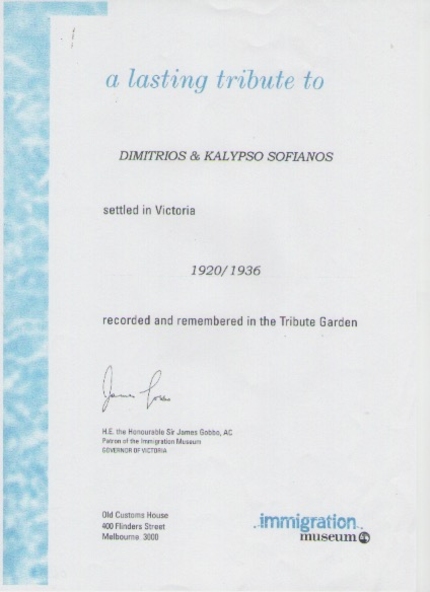 a lasting tribute to
DIMITRIOS & KALYPSO SOFIANOS
settled in Victoria
1920/1936
recorded and remembered in the Tribute Garden
James Gobbo
H.E. the Honourable Sir James Gobbo, AC
Patron of the Immigration Museum
GOVERNOR OF VICTORIA
Old Customs House
400 Flinders Street
Melbourne 3000
immigration
museum